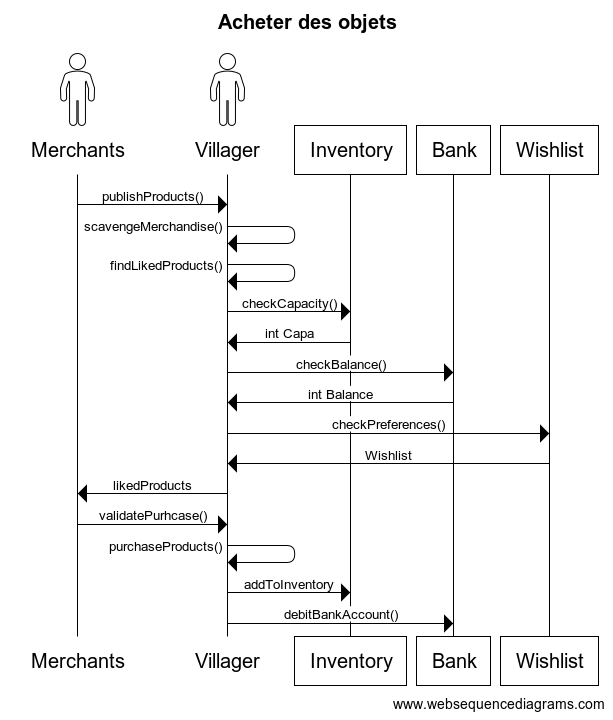 Acheter des objets
Merchants Villager Inventory Bank Wishlist
publishProducts()
scavengeMerchandise()
findLikedProducts()
checkCapacity()
int Capa
checkBalance()
int Balance
checkPreferences()
Wishlist
likedProducts
validatePurhcase()
purchaseProducts()
addToInventory
debitBankAccount()
Merchants Villager Inventory Bank Wishlist
www.websequencediagrams.com